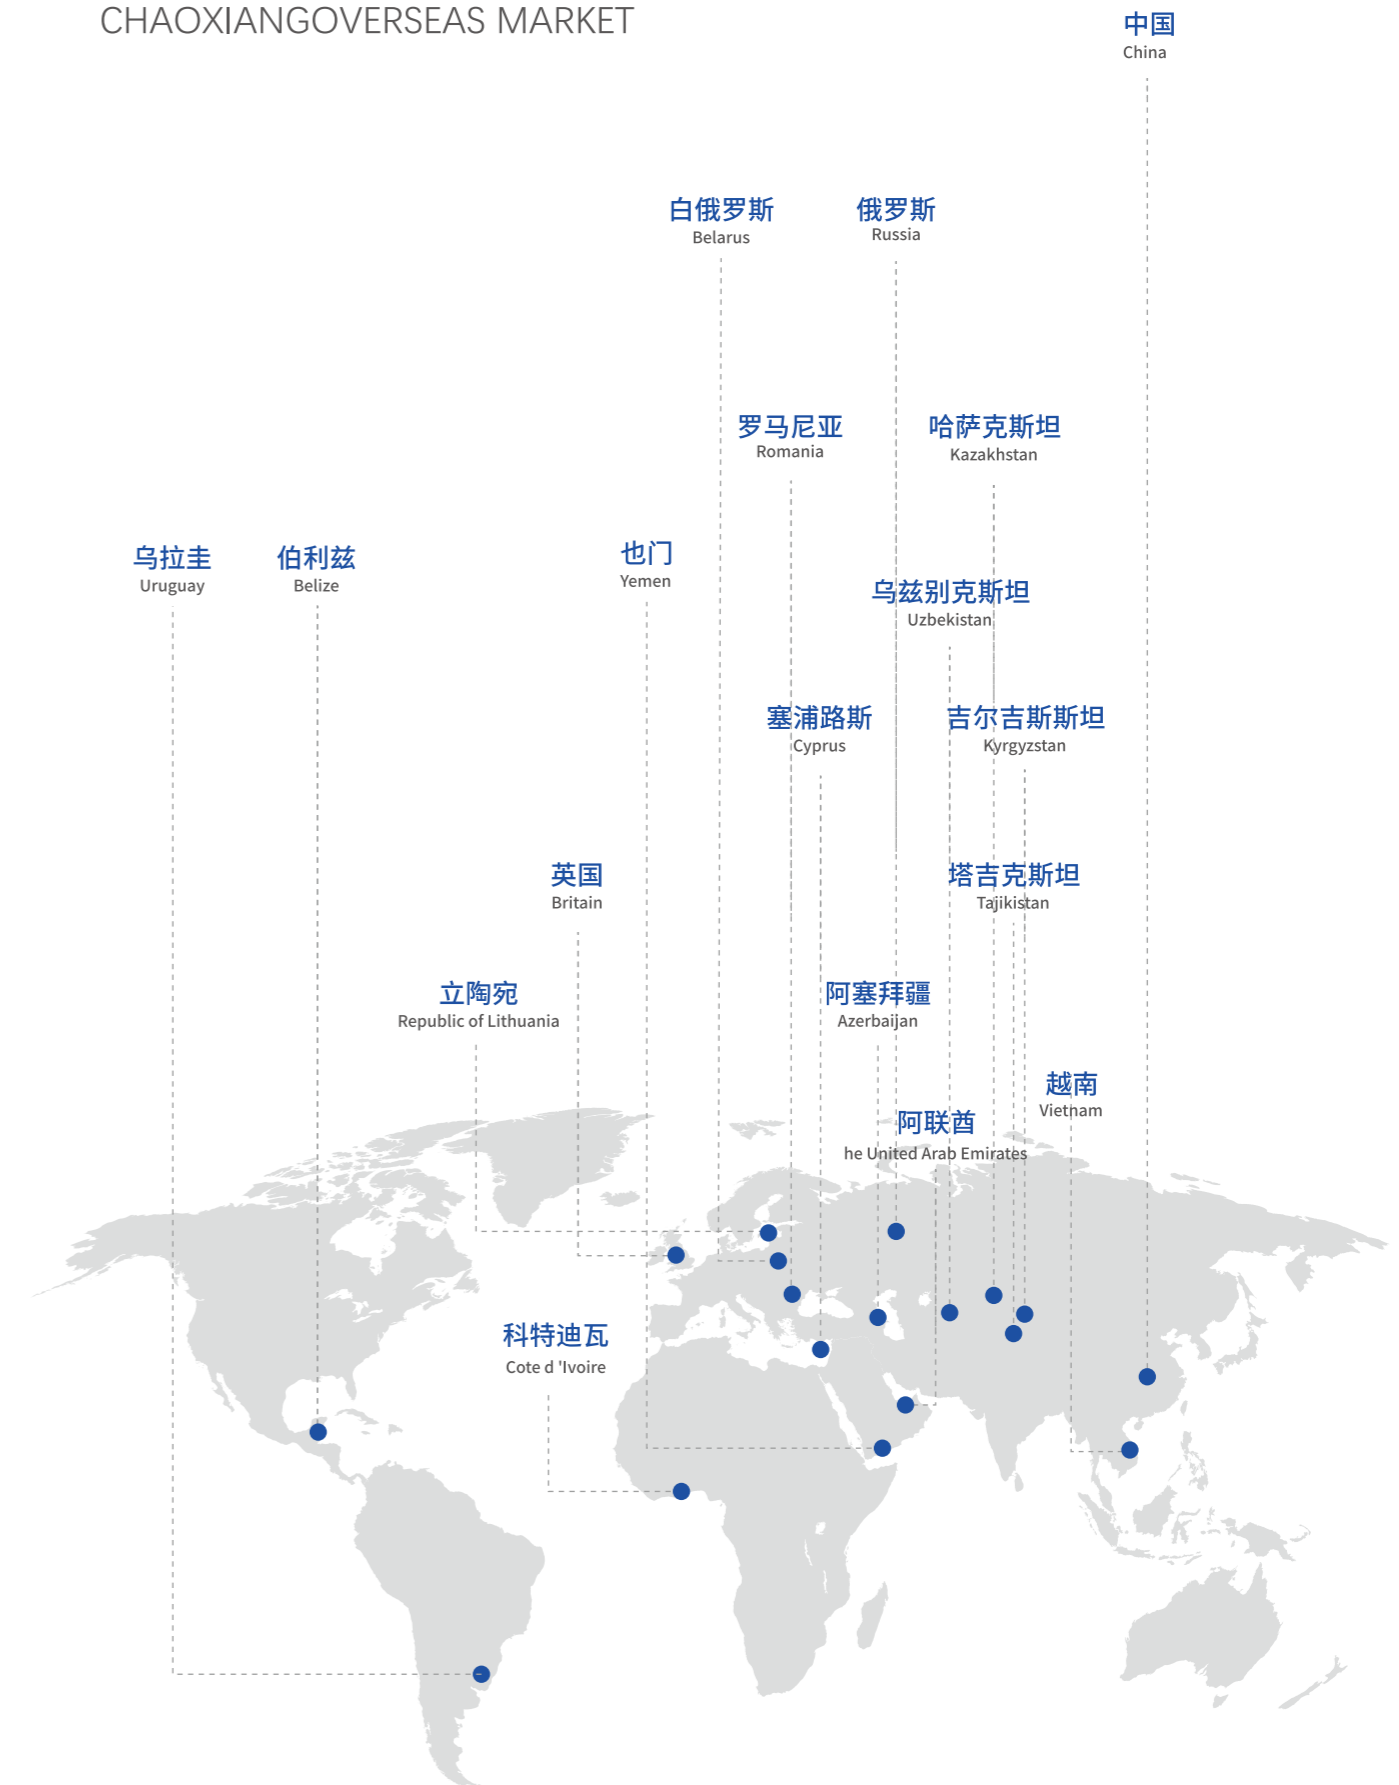 CHAOXIANGOVERSEAS MARKET
中国
China
白俄罗斯
Belarus
俄罗斯
Russia
罗马尼亚
Romania
哈萨克斯坦
Kazakhstan
乌拉圭
Uruguay
伯利兹
Belize
也门
Yemen
乌兹别克斯坦
Uzbekistan
塞浦路斯
Cyprus
吉尔吉斯斯坦
Kyrgyzstan
英国
Britain
塔吉克斯坦
Tajikistan
立陶宛
Republic of Lithuania
阿塞拜疆
Azerbaijan
越南
Vietnam
阿联酋
he United Arab Emirates
科特迪瓦
Cote d 'Ivoire